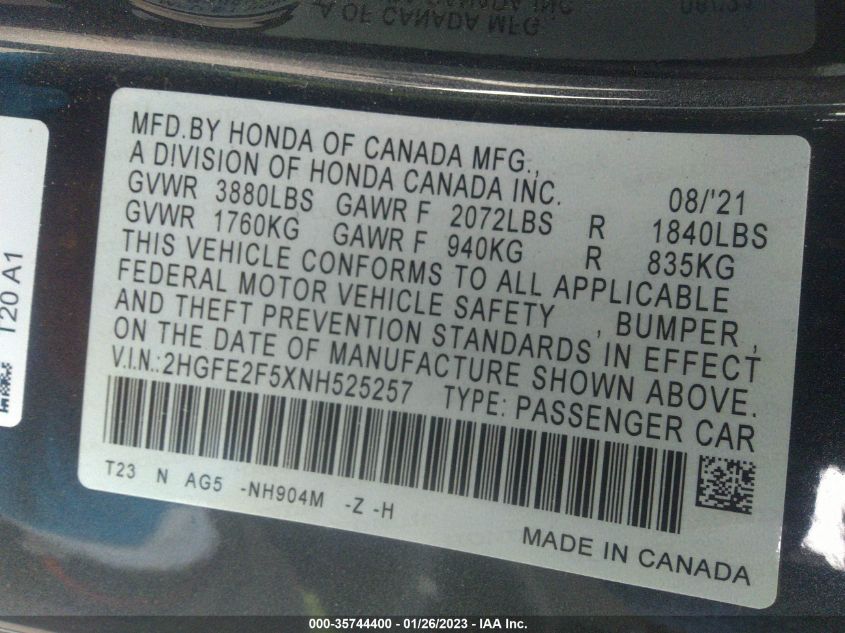 A OF CANADA MFG
MFD.BY HONDA OF CANADA MFG.,
A DIVISION OF HONDA CANADA INC. 08/'21
GVWR 3880LBS GAWR F 2072LBS R 1840LBS
GVWR 1760KG GAWR F 940KG R 835KG
THIS VEHICLE CONFORMS TO ALL APPLICABLE
FEDERAL MOTOR VEHICLE SAFETY , BUMPER ,
AND THEFT PREVENTION STANDARDS IN EFFECT
ON THE DATE OF MANUFACTURE SHOWN ABOVE.
V.I.N.:2HGFE2F5XNH525257 TYPE: PASSENGER CAR
T23 N AG5 -NH904M -Z -H
MADE IN CANADA
T20 A1
000-35744400 - 01/26/2023 - IAA Inc.